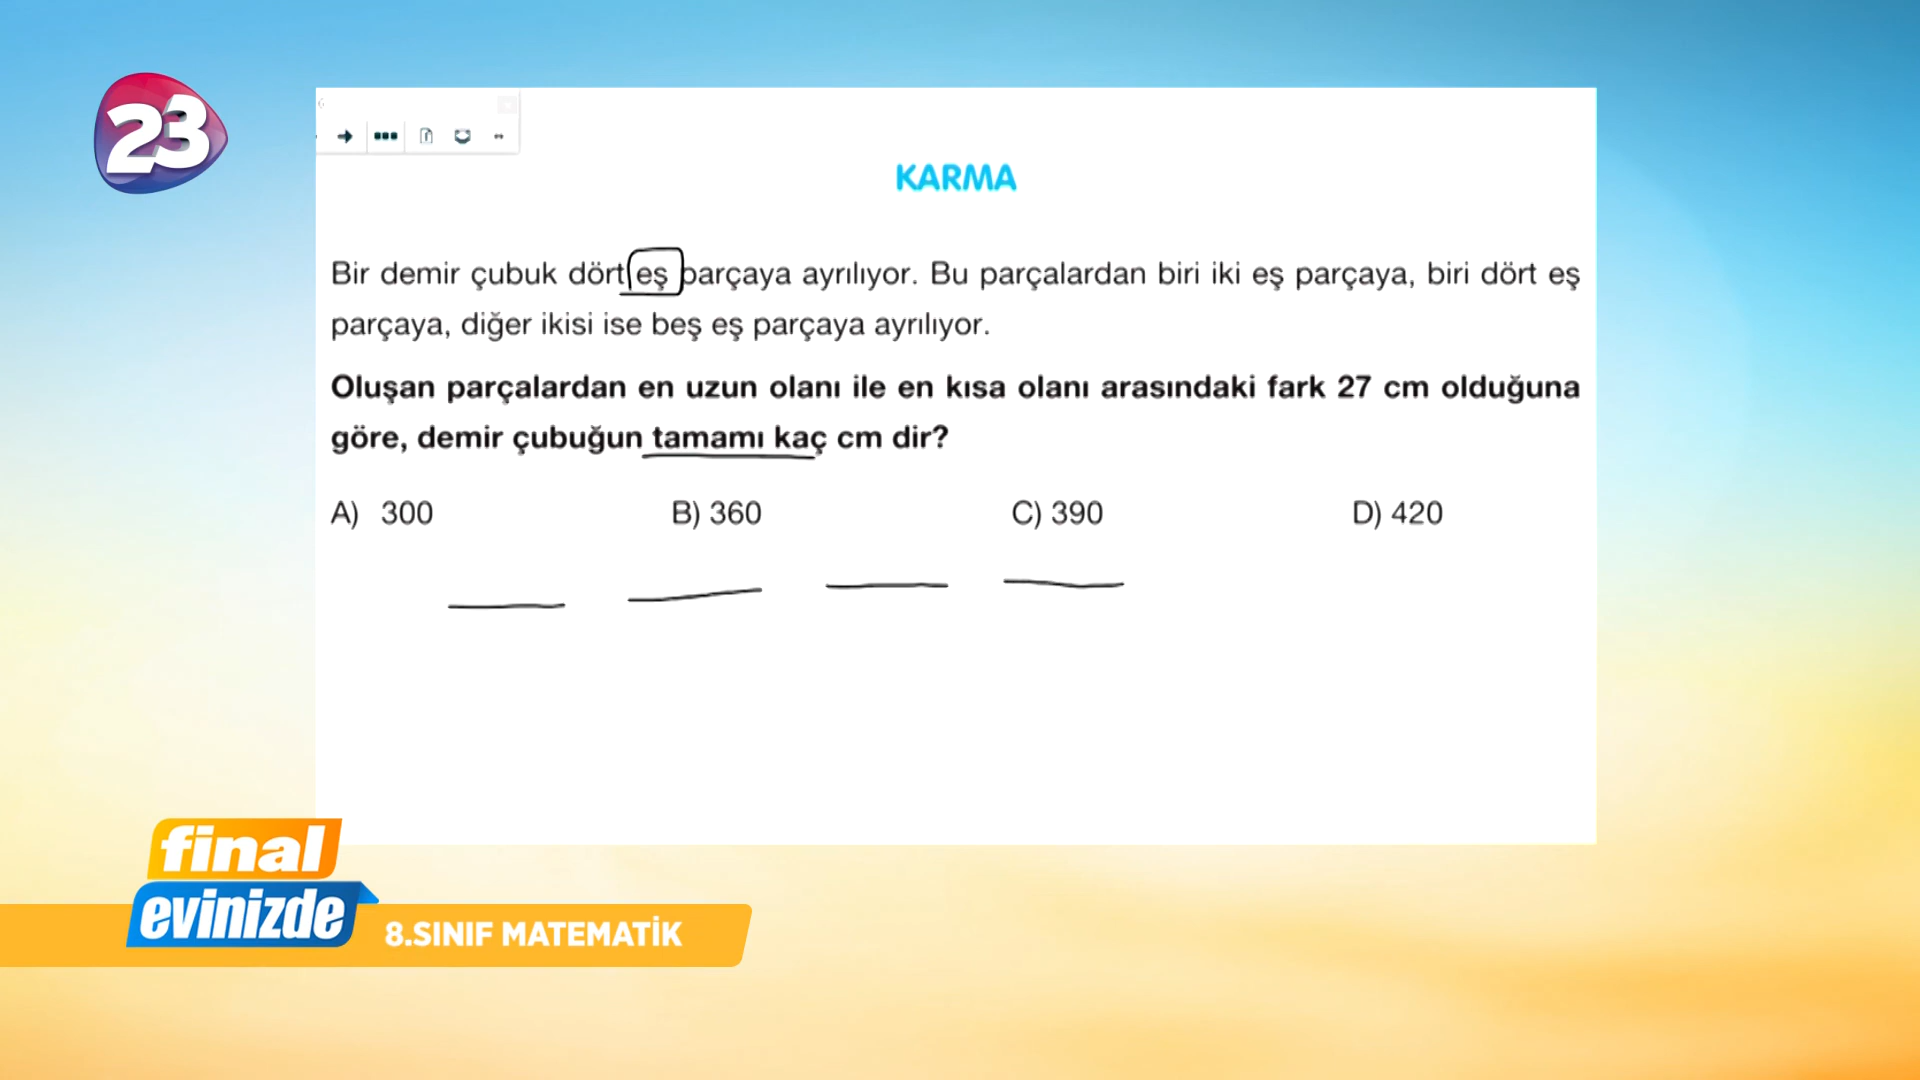 23
KARMA
Bir demir çubuk dört eş parçaya ayrılıyor. Bu parçalardan biri iki eş parçaya, biri dört eş
parçaya, diğer ikisi ise beş eş parçaya ayrılıyor.
Oluşan parçalardan en uzun olanı ile en kısa olanı arasındaki fark 27 cm olduğuna
göre, demir çubuğun tamamı kaç cm dir?
A) 300 B) 360 C) 390 D) 420
final
evinizde
8.SINIF MATEMATİK